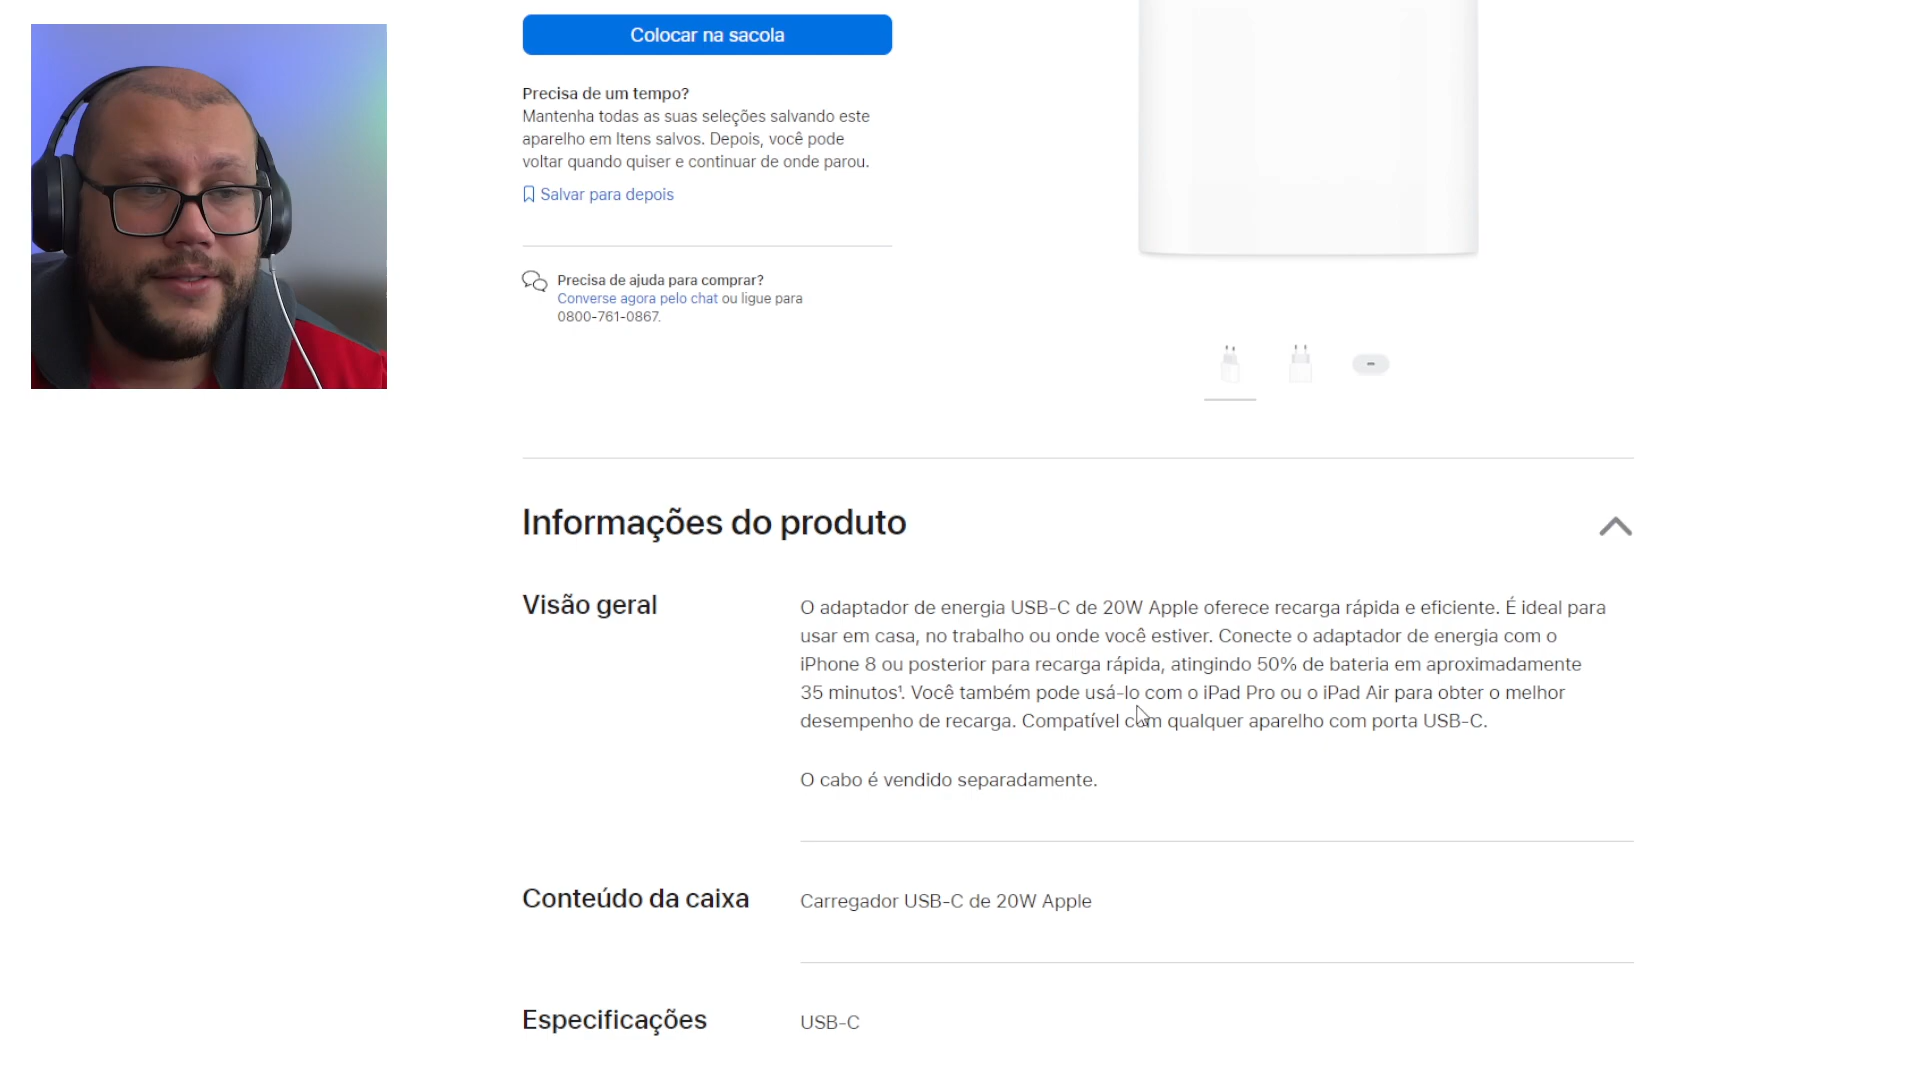 Colocar na sacola
Precisa de um tempo?
Mantenha todas as suas seleções salvando este
aparelho em Itens salvos. Depois, você pode
voltar quando quiser e continuar de onde parou.
Salvar para depois
Precisa de ajuda para comprar?
Converse agora pelo chat ou ligue para
0800-761-0867.
Informações do produto
Visão geral
O adaptador de energia USB-C de 20W Apple oferece recarga rápida e eficiente. É ideal para
usar em casa, no trabalho ou onde você estiver. Conecte o adaptador de energia com o
iPhone 8 ou posterior para recarga rápida, atingindo 50% de bateria em aproximadamente
35 minutos¹. Você também pode usá-lo com o iPad Pro ou o iPad Air para obter o melhor
desempenho de recarga. Compatível com qualquer aparelho com porta USB-C.
O cabo é vendido separadamente.
Conteúdo da caixa
Carregador USB-C de 20W Apple
Especificações
USB-C